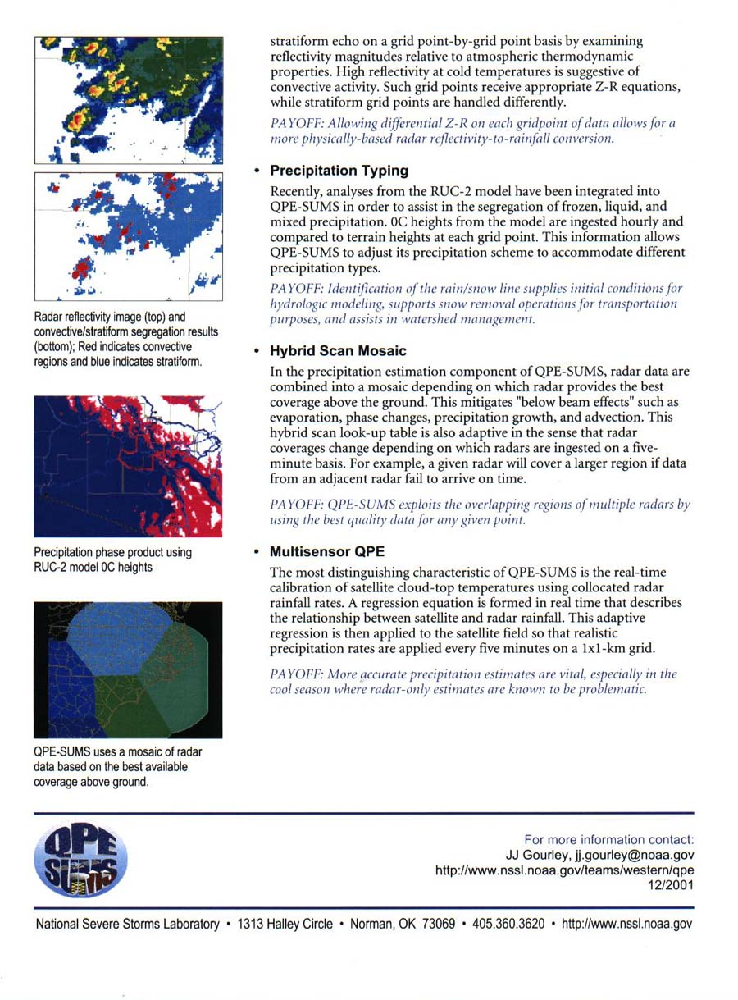 stratiform echo on a grid point-by-grid point basis by examining
reflectivity magnitudes relative to atmospheric thermodynamic
properties. High reflectivity at cold temperatures is suggestive of
convective activity. Such grid points receive appropriate Z-R equations,
while stratiform grid points are handled differently.
PAYOFF: Allowing differential Z-R on each gridpoint of data allows for a
more physically-based radar reflectivity-to-rainfall conversion.
• Precipitation Typing
Recently, analyses from the RUC-2 model have been integrated into
QPE-SUMS in order to assist in the segregation of frozen, liquid, and
mixed precipitation. 0C heights from the model are ingested hourly and
compared to terrain heights at each grid point. This information allows
QPE-SUMS to adjust its precipitation scheme to accommodate different
precipitation types.
PAYOFF: Identification of the rain/snow line supplies initial conditions for
hydrologic modeling, supports snow removal operations for transportation
purposes, and assists in watershed management.
• Hybrid Scan Mosaic
In the precipitation estimation component of QPE-SUMS, radar data are
combined into a mosaic depending on which radar provides the best
coverage above the ground. This mitigates "below beam effects" such as
evaporation, phase changes, precipitation growth, and advection. This
hybrid scan look-up table is also adaptive in the sense that radar
coverages change depending on which radars are ingested on a five-
minute basis. For example, a given radar will cover a larger region if data
from an adjacent radar fail to arrive on time.
PAYOFF: QPE-SUMS exploits the overlapping regions of multiple radars by
using the best quality data for any given point.
• Multisensor QPE
The most distinguishing characteristic of QPE-SUMS is the real-time
calibration of satellite cloud-top temperatures using collocated radar
rainfall rates. A regression equation is formed in real time that describes
the relationship between satellite and radar rainfall. This adaptive
regression is then applied to the satellite field so that realistic
precipitation rates are applied every five minutes on a 1x1-km grid.
PAYOFF: More accurate precipitation estimates are vital, especially in the
cool season where radar-only estimates are known to be problematic.
Radar reflectivity image (top) and
convective/stratiform segregation results
(bottom); Red indicates convective
regions and blue indicates stratiform.
Precipitation phase product using
RUC-2 model 0C heights
QPE-SUMS uses a mosaic of radar
data based on the best available
coverage above ground.
QPE
SUMS
For more information contact:
JJ Gourley, jj.gourley@noaa.gov
http://www.nssl.noaa.gov/teams/western/qpe
12/2001
National Severe Storms Laboratory • 1313 Halley Circle • Norman, OK 73069 • 405.360.3620 • http://www.nssl.noaa.gov